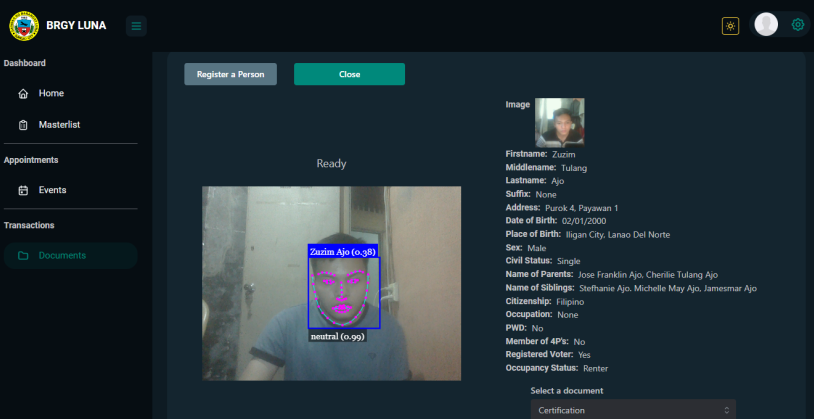 BRGY LUNA
Dashboard
Home
Masterlist
Appointments
Events
Transactions
Documents
Register a Person
Close
Ready
Zuzim Ajo (0.38)
neutral (0.99)
Image
Firstname: Zuzim
Middlename: Tulang
Lastname: Ajo
Suffix: None
Address: Purok 4, Payawan 1
Date of Birth: 02/01/2000
Place of Birth: Iligan City, Lanao Del Norte
Sex: Male
Civil Status: Single
Name of Parents: Jose Franklin Ajo, Cherilie Tulang Ajo
Name of Siblings: Stefhanie Ajo, Michelle May Ajo, Jamesmar Ajo
Citizenship: Filipino
Occupation: None
PWD: No
Member of 4P's: No
Registered Voter: Yes
Occupancy Status: Renter
Select a document
Certification